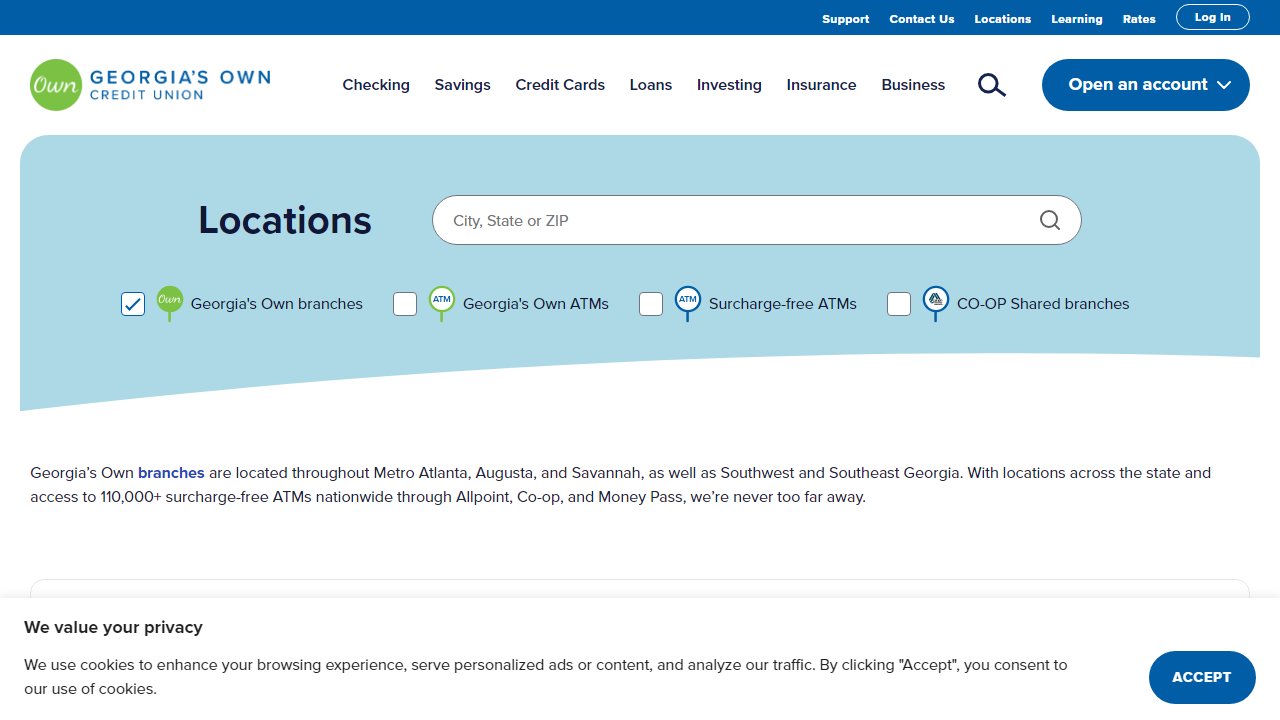 Support Contact Us Locations Learning Rates Log In
Own GEORGIA'S OWN
CREDIT UNION
Checking Savings Credit Cards Loans Investing Insurance Business Open an account
Locations City, State or ZIP
Own Georgia's Own branches ATM Georgia's Own ATMs ATM Surcharge-free ATMs CO-OP Shared branches
Georgia’s Own branches are located throughout Metro Atlanta, Augusta, and Savannah, as well as Southwest and Southeast Georgia. With locations across the state and
access to 110,000+ surcharge-free ATMs nationwide through Allpoint, Co-op, and Money Pass, we’re never too far away.
We value your privacy
We use cookies to enhance your browsing experience, serve personalized ads or content, and analyze our traffic. By clicking "Accept", you consent to
our use of cookies.
ACCEPT